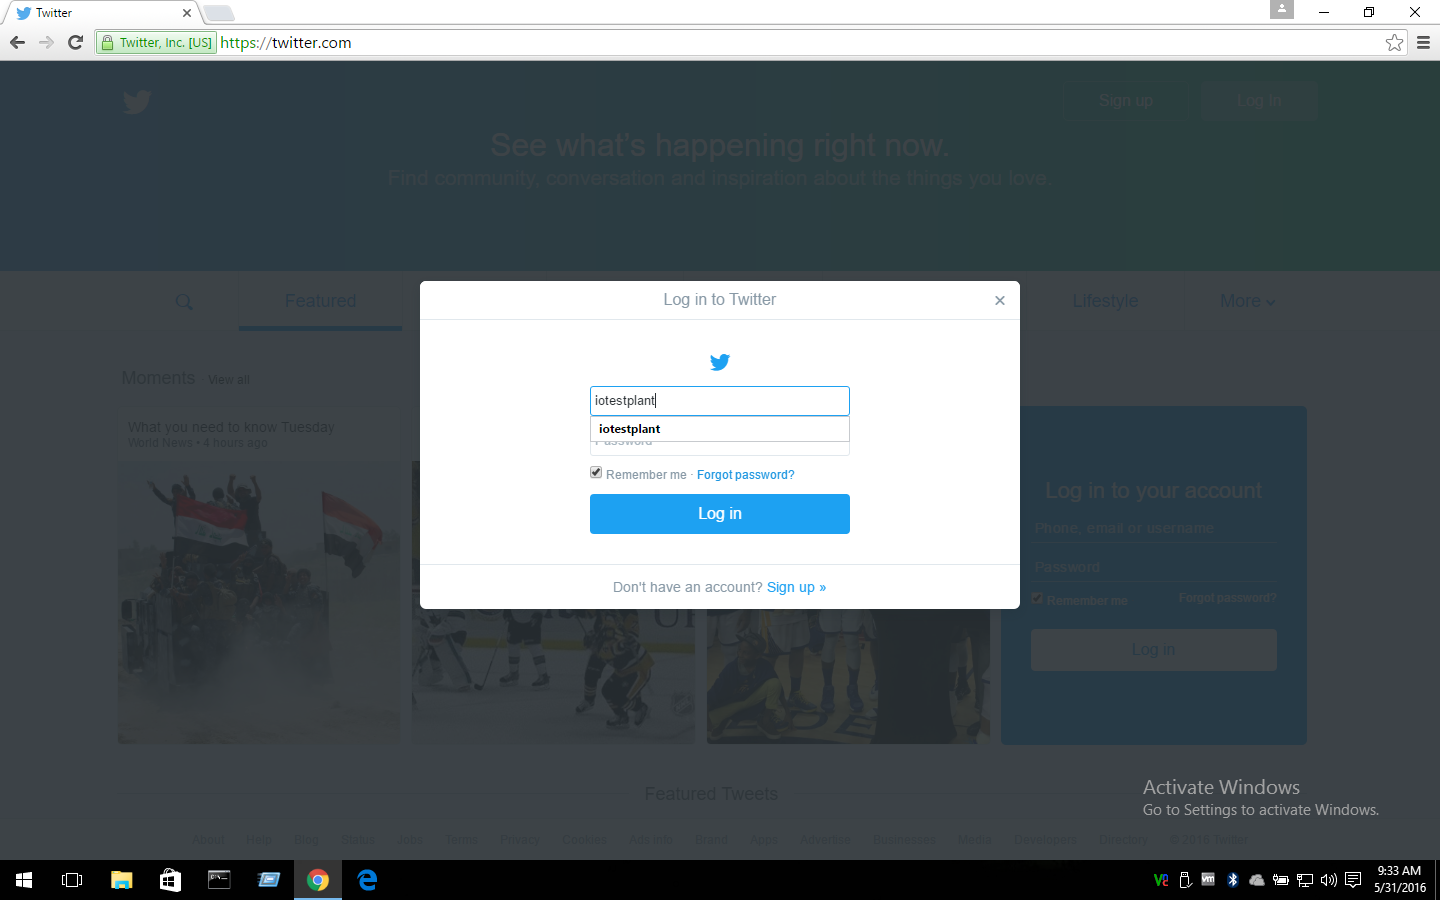 Twitter
Twitter, Inc. [US] https://twitter.com
Sign up
Log In
See what's happening right now.
Find community, conversation and inspiration about the things you love
Featured
Lifestyle
More
Log in to Twitter
iotestplant
iotestplant
Password
Remember me · Forgot password?
Log in
Don't have an account? Sign up »
Moments View all
What you need to know Tuesday
World News • 4 hours ago
Log in to your account
Phone, email or username
Password
Remember me
Forgot password?
Log in
Featured Tweets
About Help Blog Status Jobs Terms Privacy Cookies Ads info Brand Apps Advertise Businesses Media Developers Directory © 2016 Twitter
Activate Windows
Go to Settings to activate Windows.
9:33 AM
5/31/2016